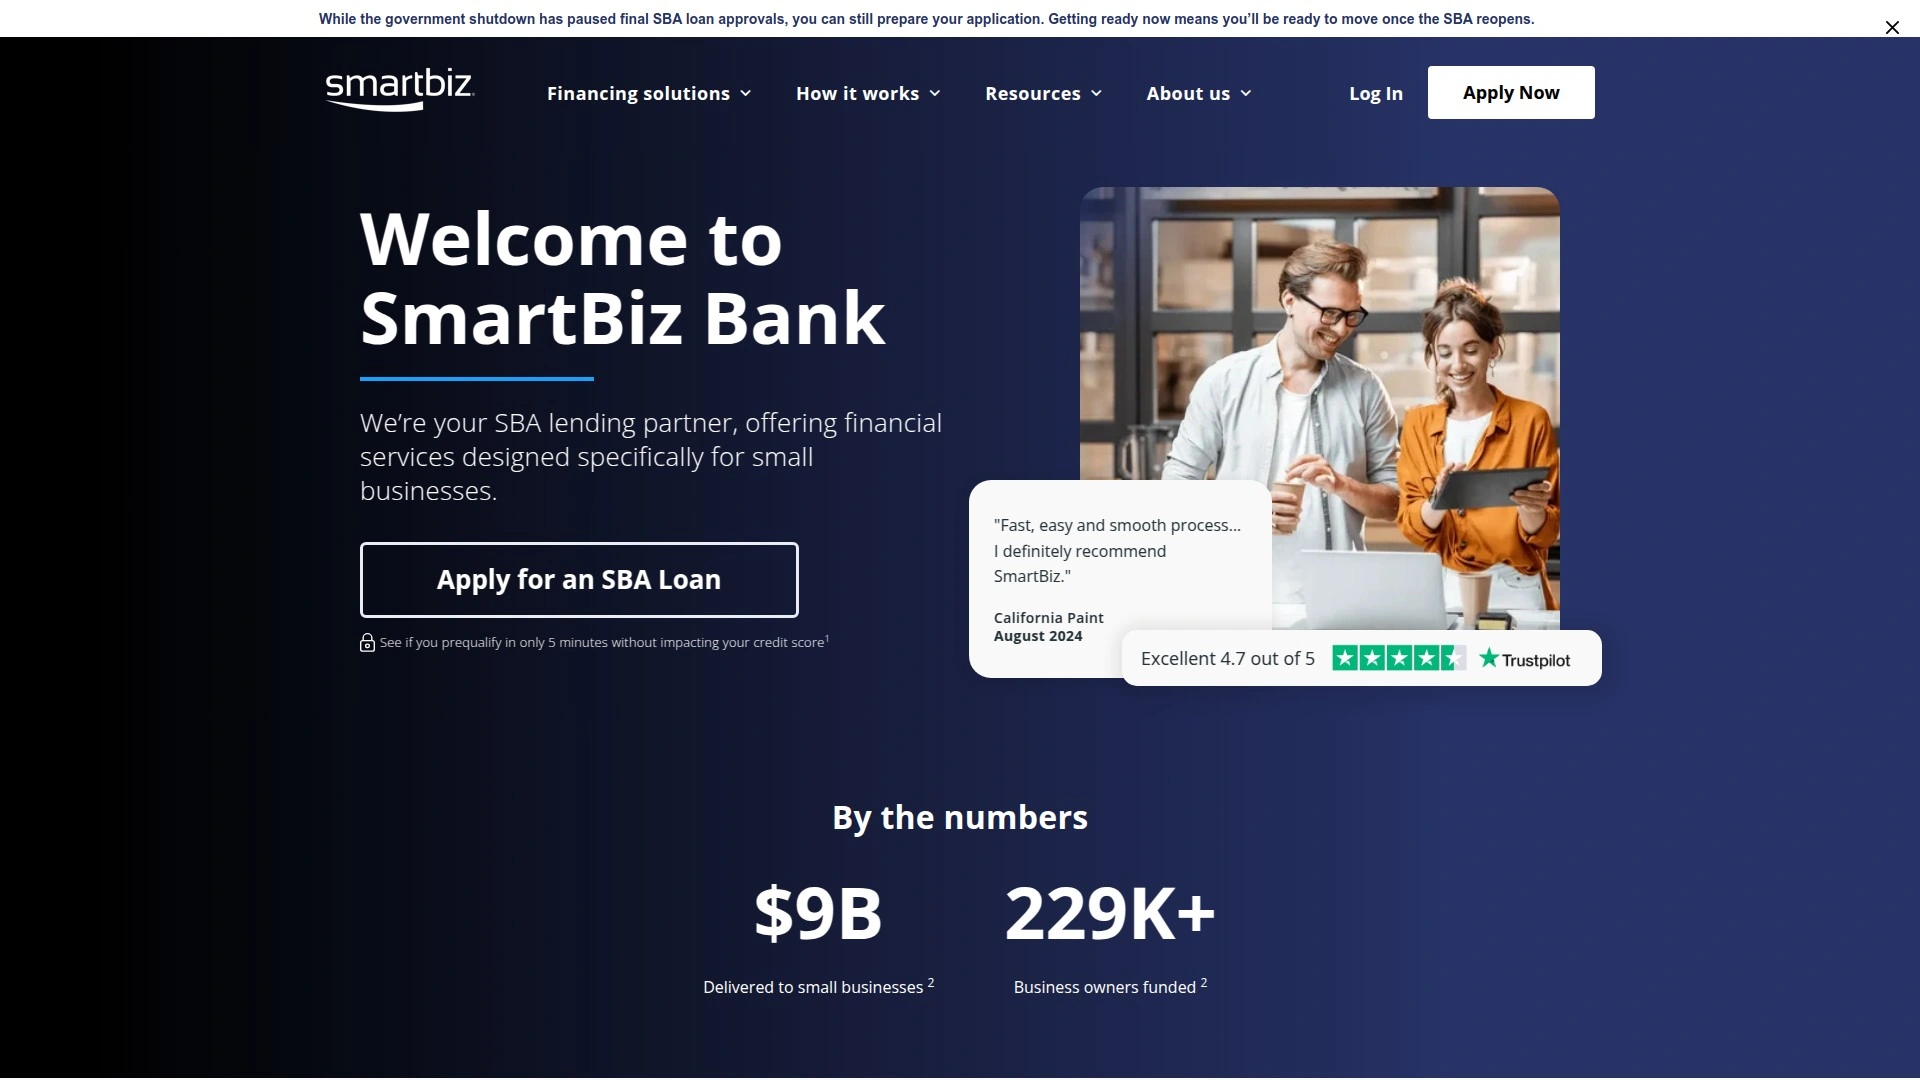 While the government shutdown has paused final SBA loan approvals, you can still prepare your application. Getting ready now means you’ll be ready to move once the SBA reopens.
smartbiz
Financing solutions
How it works
Resources
About us
Log In
Apply Now
Welcome to
SmartBiz Bank
We’re your SBA lending partner, offering financial
services designed specifically for small
businesses.
Apply for an SBA Loan
See if you prequalify in only 5 minutes without impacting your credit score1
"Fast, easy and smooth process...
I definitely recommend
SmartBiz."
California Paint
August 2024
Excellent 4.7 out of 5
Trustpilot
By the numbers
$9B
Delivered to small businesses 2
229K+
Business owners funded 2